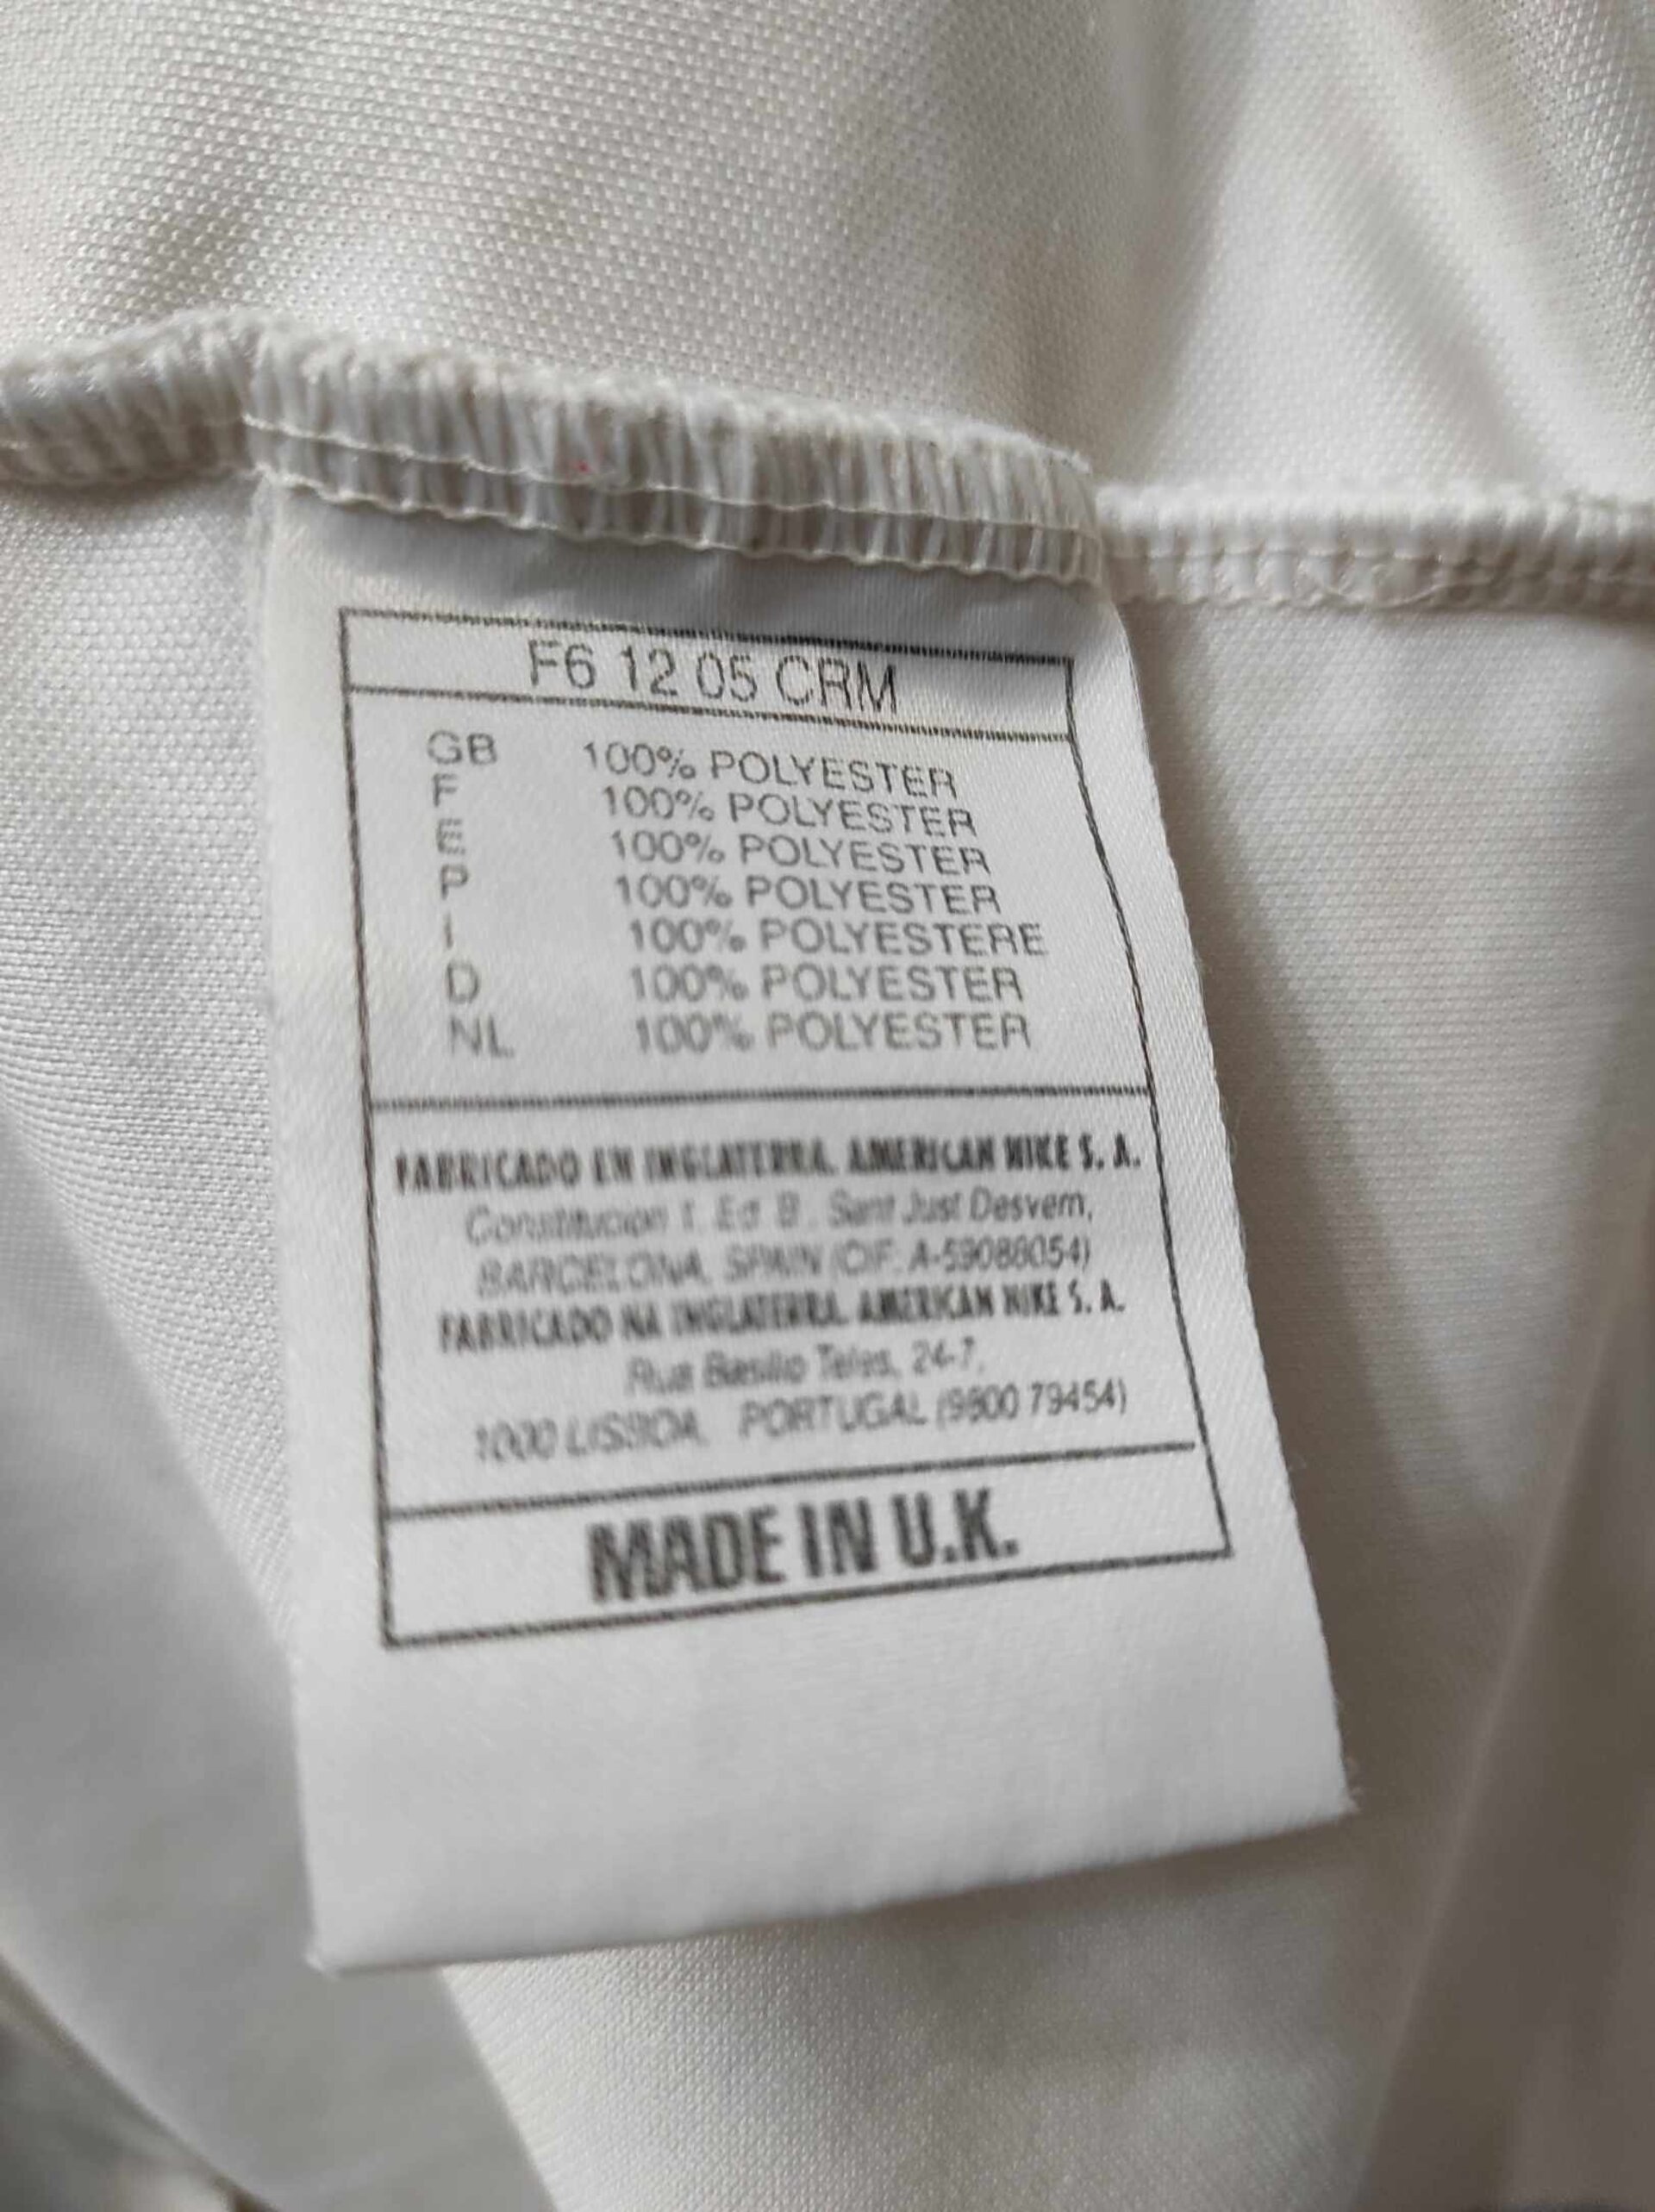 F6 12 05 CRM
GB 100% POLYESTER
F 100% POLYESTER
E 100% POLYESTER
P 100% POLYESTER
I 100% POLYESTERE
D 100% POLYESTER
NL 100% POLYESTER
FABRICADO EN INGLATERRA. AMERICAN NIKE S. A.
Constitucion 1. Ed B. Sant Just Desvern,
BARCELONA, SPAIN (CIF: A-59088054)
FABRICADO NA INGLATERRA. AMERICAN NIKE S. A.
Rua Basilio Teles, 24-7,
1000 LISBOA, PORTUGAL (9800 79454)
MADE IN U.K.